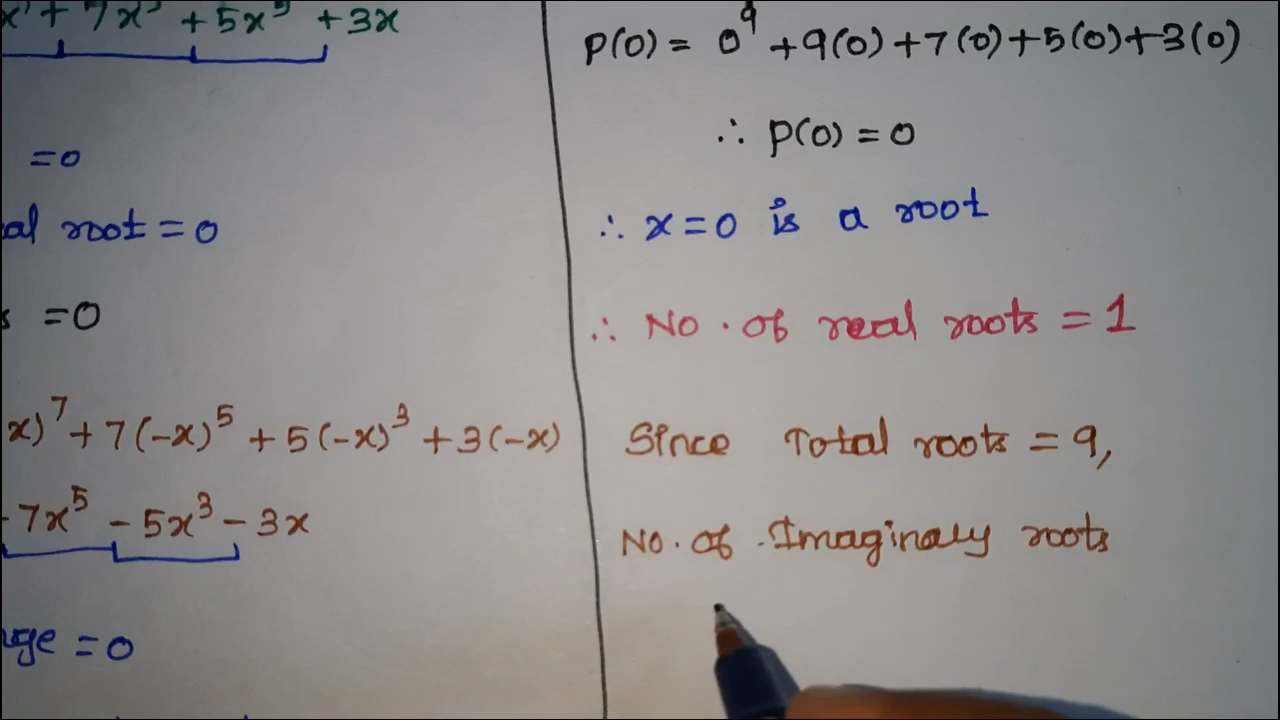 + 7x⁵ + 5x³ + 3x
=0
al root = 0
s =0
x)⁷ + 7(-x)⁵ + 5(-x)³ + 3(-x)
- 7x⁵ - 5x³ - 3x
nge = 0
P(0) = 0⁹ + 9(0) + 7(0) + 5(0) + 3(0)
∴ P(0) = 0
∴ x = 0 is a root
∴ No. of real roots = 1
Since Total roots = 9,
No. of Imaginary roots